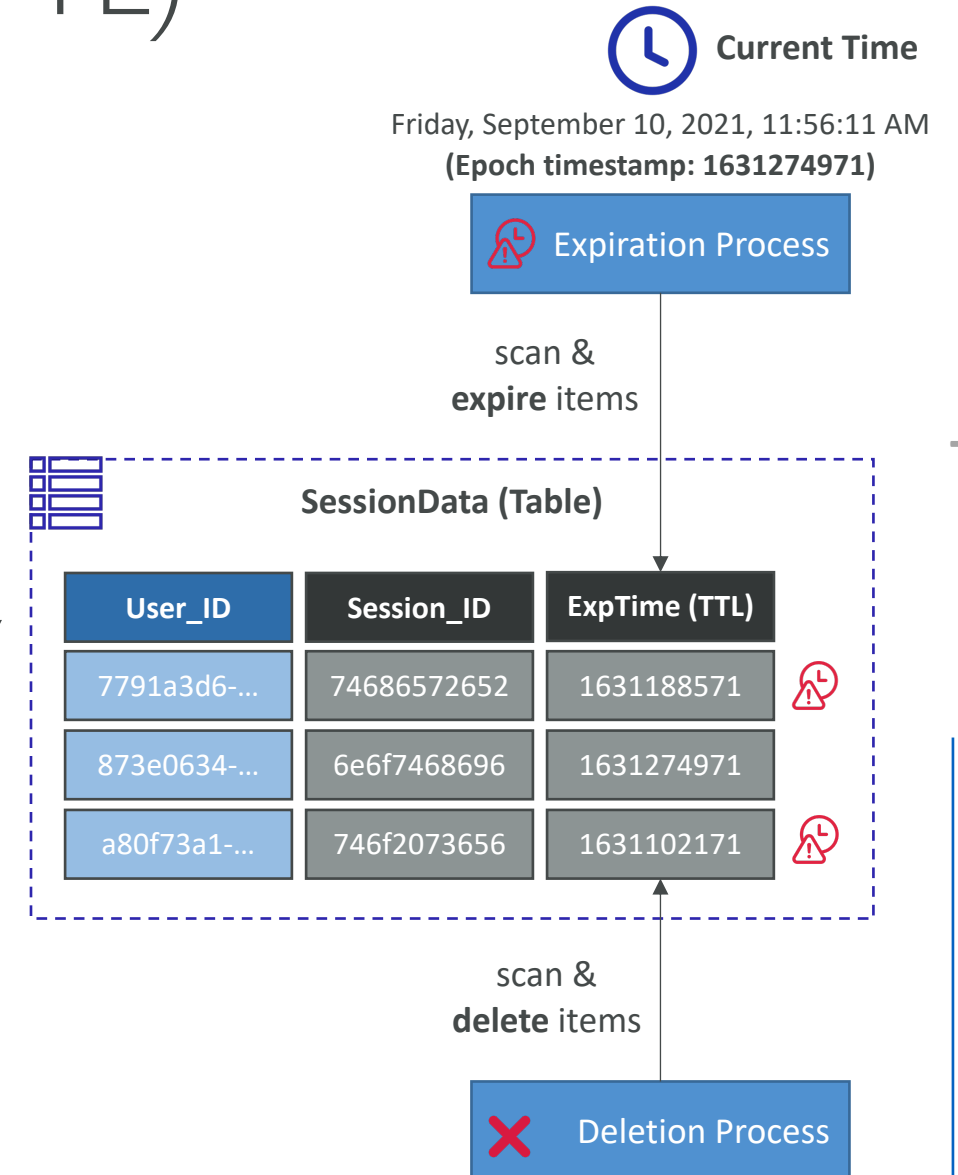 Current Time
Friday, September 10, 2021, 11:56:11 AM
(Epoch timestamp: 1631274971)
Expiration Process
scan &
expire items
SessionData (Table)
User_ID Session_ID ExpTime (TTL)
7791a3d6-... 74686572652 1631188571
873e0634-... 6e6f7468696 1631274971
a80f73a1-... 746f2073656 1631102171
scan &
delete items
Deletion Process